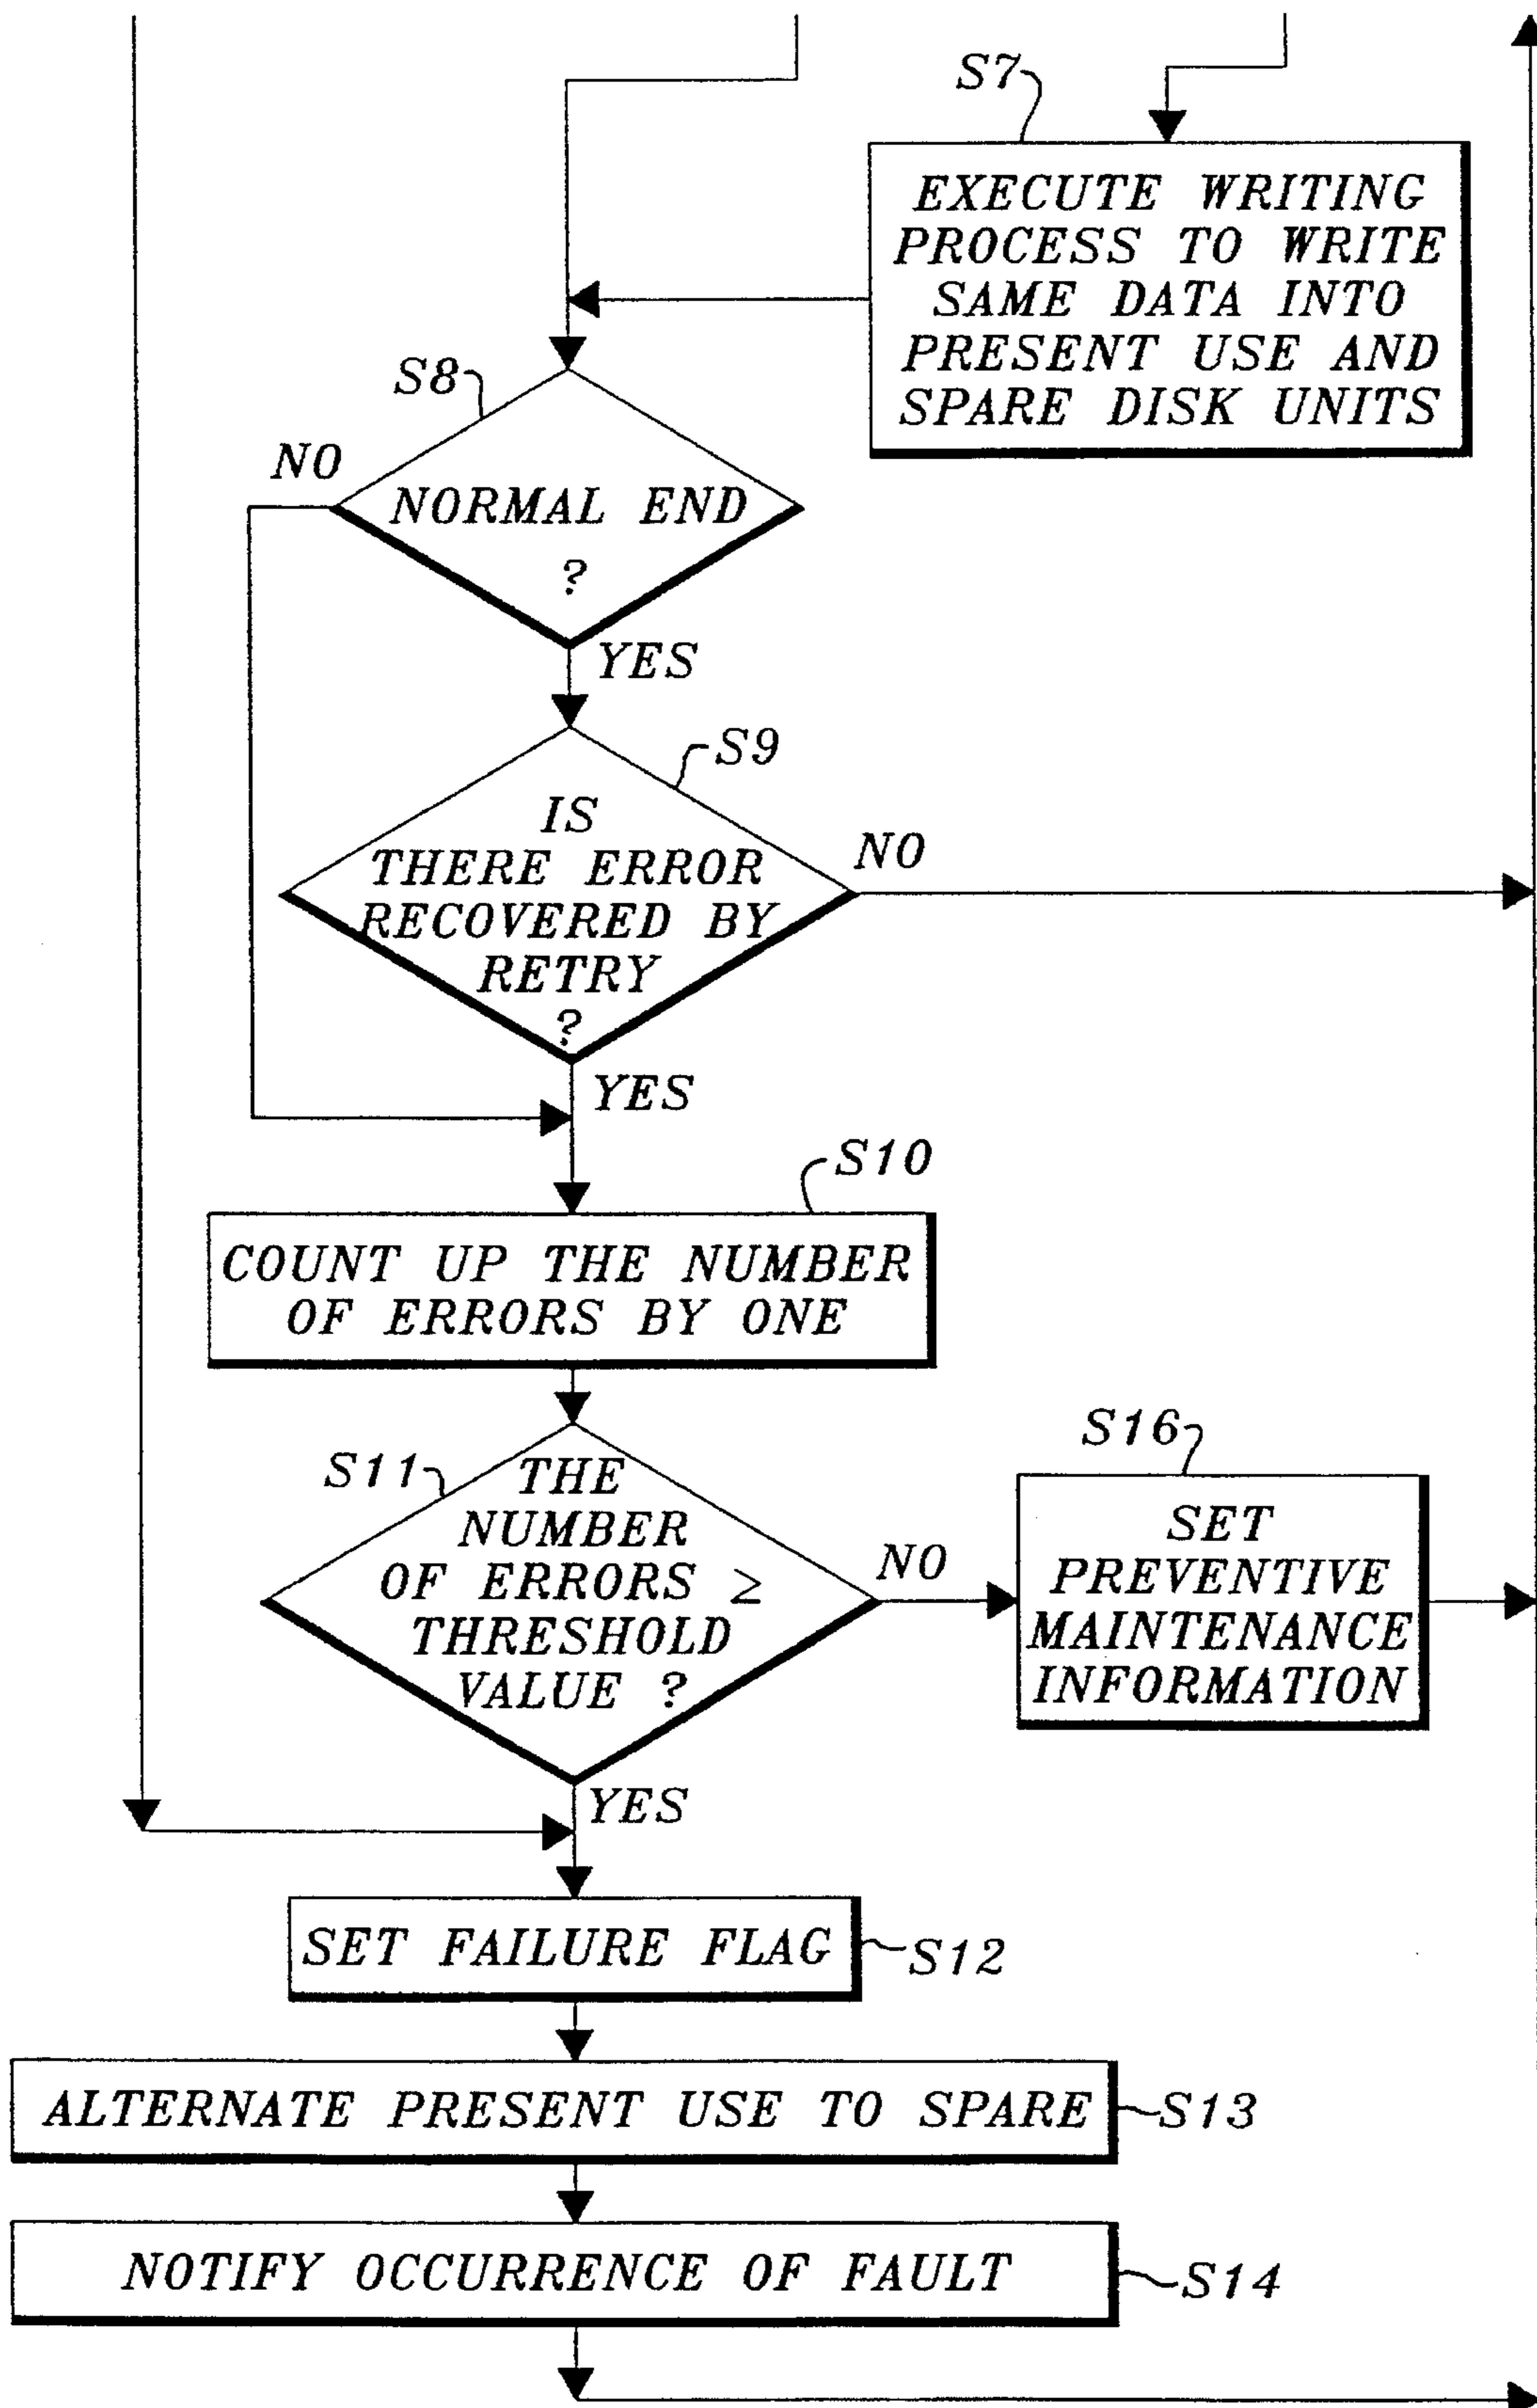 S7
EXECUTE WRITING
PROCESS TO WRITE
SAME DATA INTO
PRESENT USE AND
SPARE DISK UNITS
S8
NO
NORMAL END
?
YES
S9
IS
THERE ERROR
RECOVERED BY
RETRY
?
NO
YES
S10
COUNT UP THE NUMBER
OF ERRORS BY ONE
S11
THE
NUMBER
OF ERRORS ≥
THRESHOLD
VALUE ?
NO
S16
SET
PREVENTIVE
MAINTENANCE
INFORMATION
YES
SET FAILURE FLAG
S12
ALTERNATE PRESENT USE TO SPARE
S13
NOTIFY OCCURRENCE OF FAULT
S14